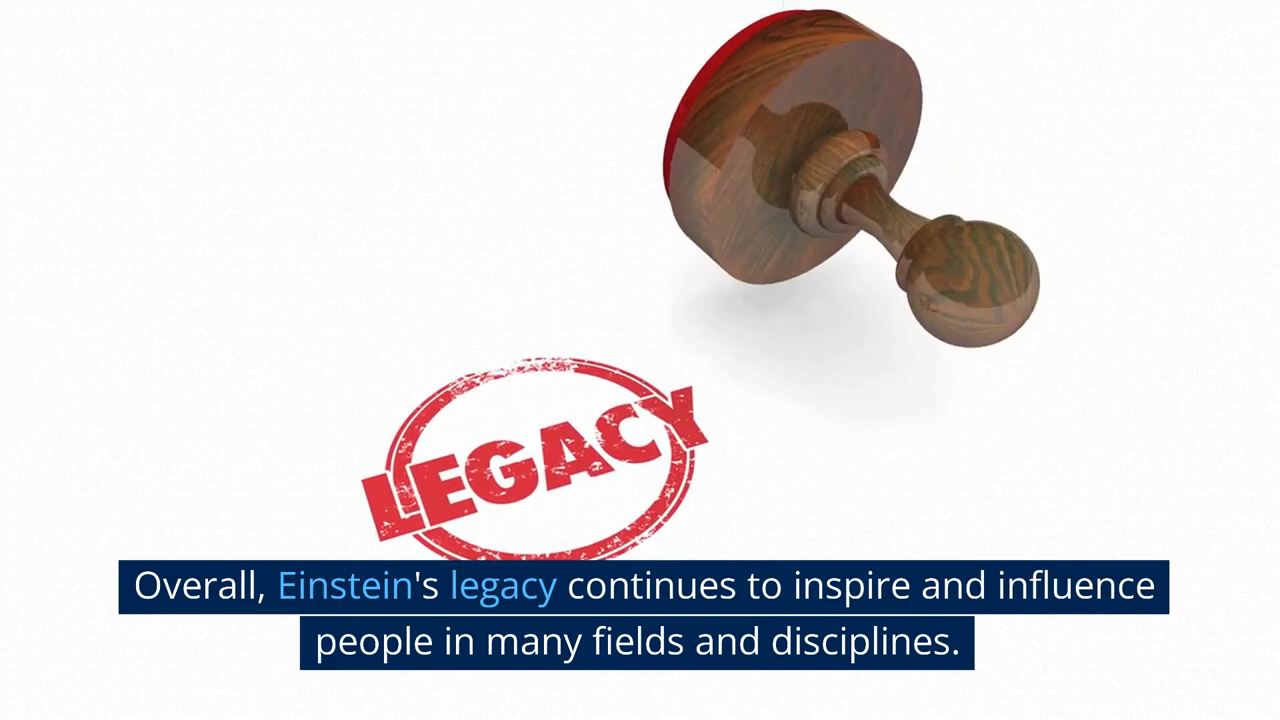 LEGACY
Overall, Einstein's legacy continues to inspire and influence
people in many fields and disciplines.